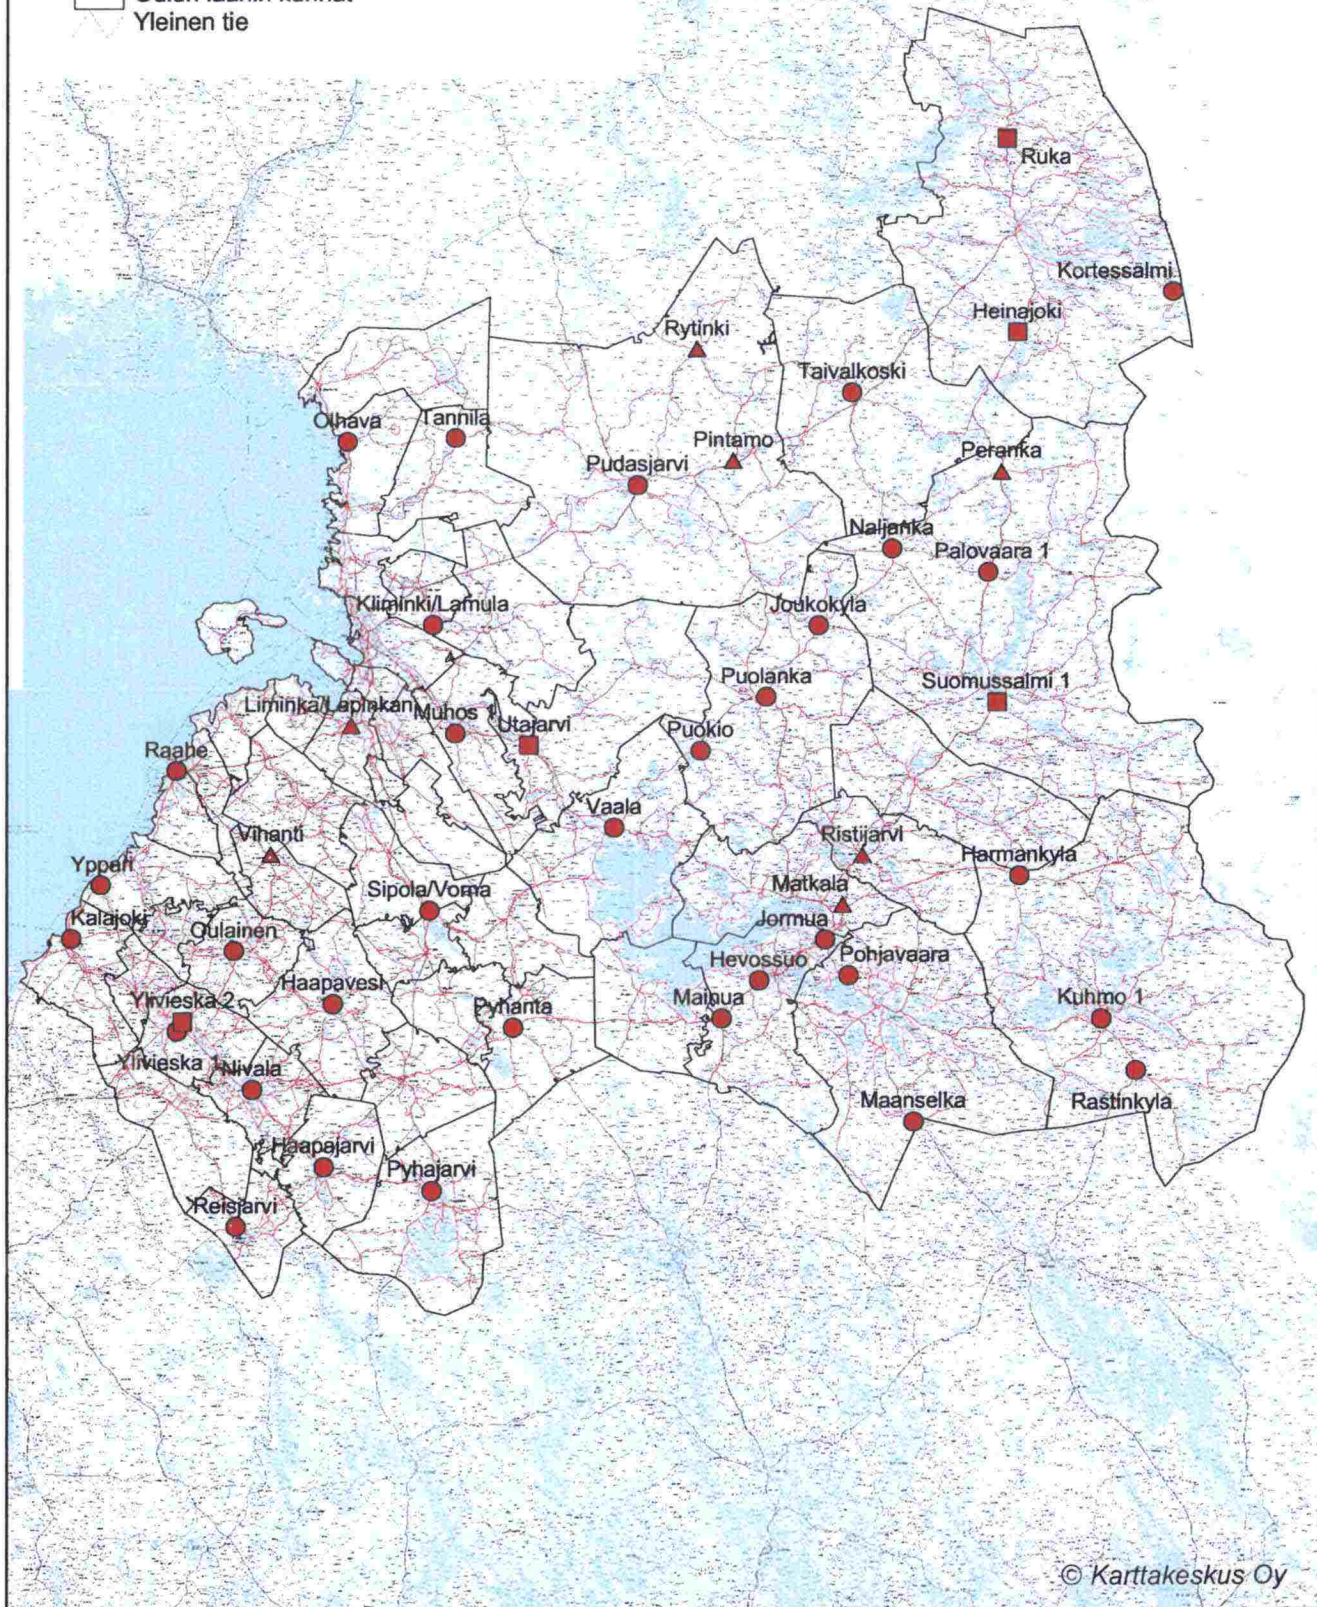 Yleinen tie
Ruka
Kortessalmi
Heinajoki
Rytinki
Taivalkoski
Olhava
Tannila
Pintamo
Peranka
Pudasjarvi
Naljanka
Palovaara 1
Joukokyla
Kiiminki/Lamula
Puolanka
Suomussalmi 1
Liminka/Lapinkan
Muhos 1
Utajarvi
Puokio
Raahe
Vaala
Vihanti
Ristijarvi
Harmankyla
Yppari
Sipola/Vorna
Matkala
Kalajoki
Oulainen
Jormua
Hevossuo
Pohjavaara
Haapavesi
Ylivieska 2
Pyhanta
Mainua
Kuhmo 1
Ylivieska 1
Nivala
Maanselka
Rastinkyla
Haapajarvi
Pyhajarvi
Reisjarvi
© Karttakeskus Oy